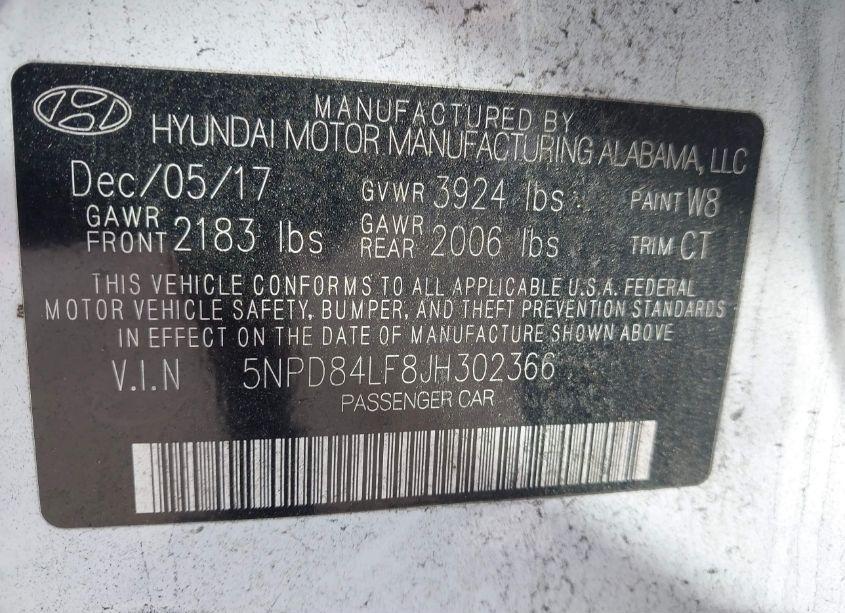 MANUFACTURED BY
HYUNDAI MOTOR MANUFACTURING ALABAMA, LLC
Dec/05/17 GVWR 3924 lbs PAINT W8
GAWR FRONT 2183 lbs GAWR REAR 2006 lbs TRIM CT
THIS VEHICLE CONFORMS TO ALL APPLICABLE U.S.A. FEDERAL
MOTOR VEHICLE SAFETY, BUMPER, AND THEFT PREVENTION STANDARDS
IN EFFECT ON THE DATE OF MANUFACTURE SHOWN ABOVE
V.I.N 5NPD84LF8JH302366
PASSENGER CAR